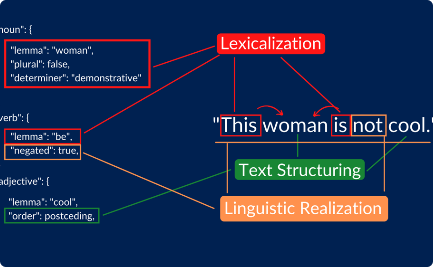 noun": {
"lemma": "woman",
"plural": false,
"determiner": "demonstrative"
verb": {
"lemma": "be",
"negated": true,
adjective": {
"lemma": "cool",
"order": postceding,
Lexicalization
"This woman is not cool."
Text Structuring
Linguistic Realization